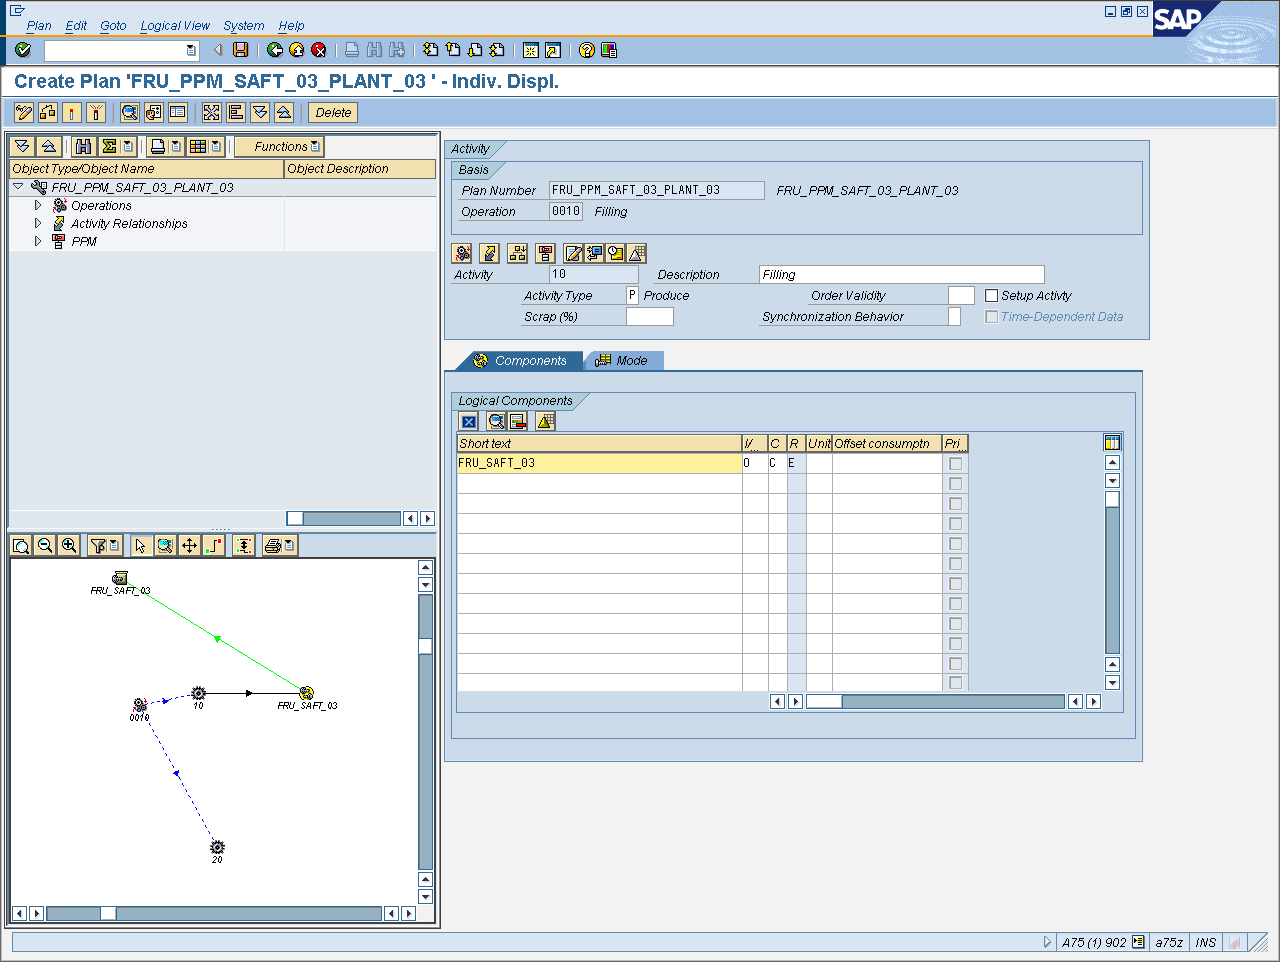 Plan Edit Goto Logical View System Help
SAP
Create Plan 'FRU_PPM_SAFT_03_PLANT_03 ' - Indiv. Displ.
Delete
Functions
Object Type/Object Name Object Description
FRU_PPM_SAFT_03_PLANT_03
Operations
Activity Relationships
PPM
Activity
Basis
Plan Number FRU_PPM_SAFT_03_PLANT_03 FRU_PPM_SAFT_03_PLANT_03
Operation 0010 Filling
Activity 10 Description Filling
Activity Type P Produce Order Validity Setup Activty
Scrap (%) Synchronization Behavior Time-Dependent Data
Components Mode
Logical Components
Short text I/... C R Unit Offset consumptn Pri...
FRU_SAFT_03 O C E
FRU_SAFT_03
10
FRU_SAFT_03
0010
20
A75 (1) 902 a75z INS